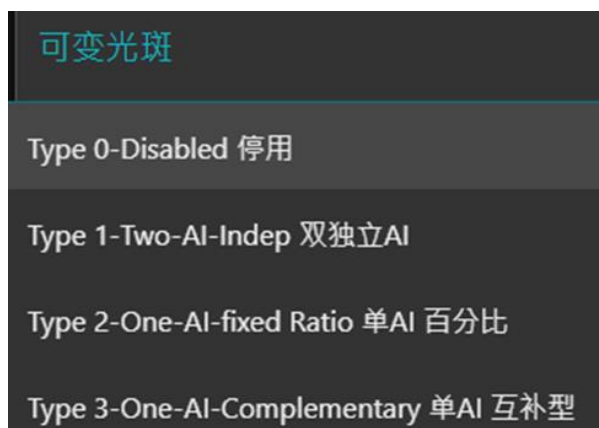 可变光斑
Type 0-Disabled 停用
Type 1-Two-AI-Indep 双独立AI
Type 2-One-AI-fixed Ratio 单AI 百分比
Type 3-One-AI-Complementary 单AI 互补型